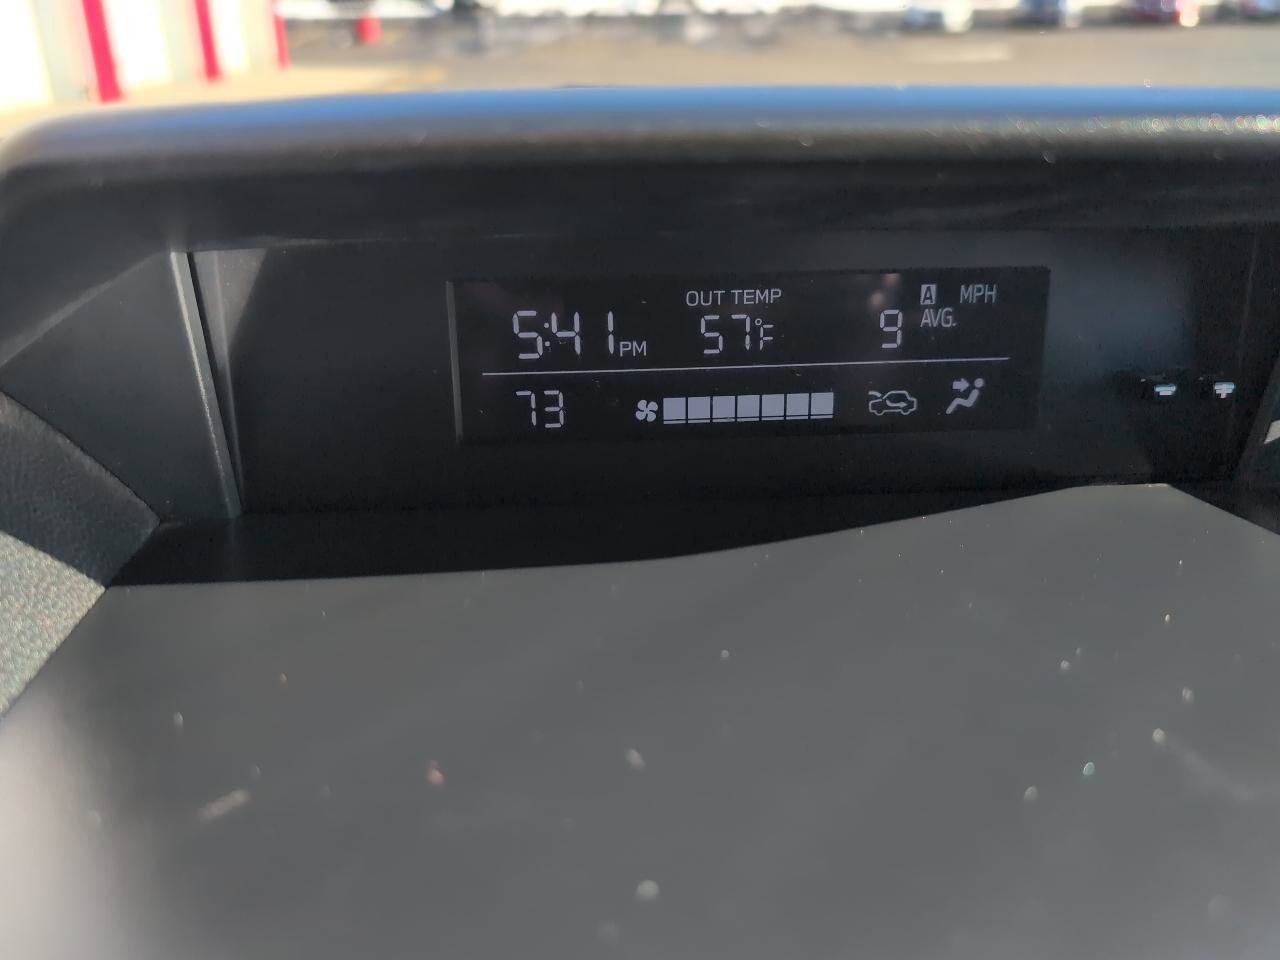 OUT TEMP A MPH
5:41 PM 57°F 9 AVG.
73